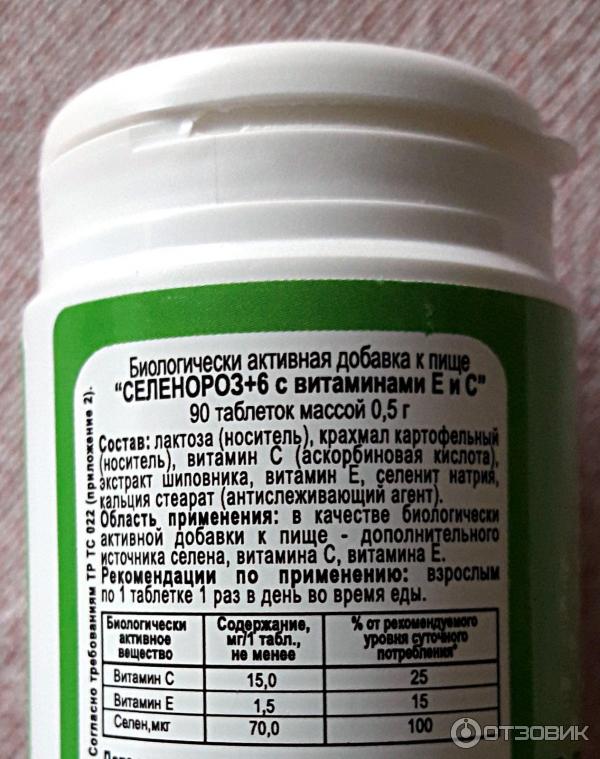 Биологически активная добавка к пище
"СЕЛЕНОРОЗ+6 с витаминами Е и С"
90 таблеток массой 0,5 г
Состав: лактоза (носитель), крахмал картофельный
(носитель), витамин С (аскорбиновая кислота),
экстракт шиповника, витамин Е, селенит натрия,
кальция стеарат (антислеживающий агент).
Область применения: в качестве биологически
активной добавки к пище - дополнительного
источника селена, витамина С, витамина Е.
Рекомендации по применению: взрослым
по 1 таблетке 1 раз в день во время еды.
Биологически активное вещество | Содержание, мг/1 табл., не менее | % от рекомендуемого уровня суточного потребления*
Витамин С 15,0 25
Витамин Е 1,5 15
Селен,мкг 70,0 100
Согласно требованиям ТР ТС 022 (приложение 2).
ОТЗОВИК